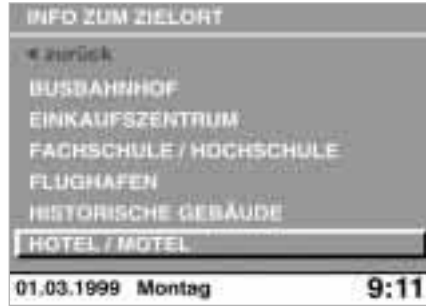 INFO ZUM ZIELORT
◄ zurück
BUSBAHNHOF
EINKAUFSZENTRUM
FACHSCHULE / HOCHSCHULE
FLUGHAFEN
HISTORISCHE GEBÄUDE
HOTEL / MOTEL
01.03.1999 Montag 9:11